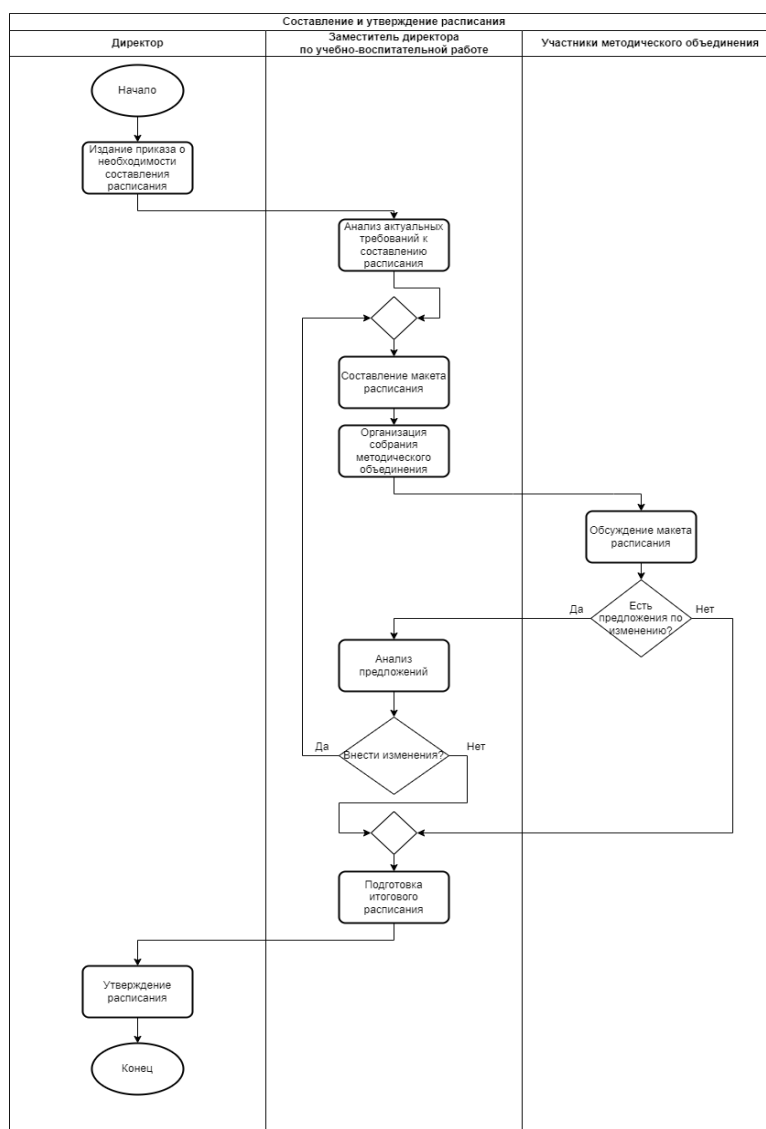 Составление и утверждение расписания
Директор
Заместитель директора
по учебно-воспитательной работе
Участники методического объединения
Начало
Издание приказа о
необходимости
составления
расписания
Анализ актуальных
требований к
составлению
расписания
Составление макета
расписания
Организация
собрания
методического
объединения
Обсуждение макета
расписания
Есть
предложения по
изменению?
Да
Нет
Анализ
предложений
Внести изменения?
Да
Нет
Подготовка
итогового
расписания
Утверждение
расписания
Конец